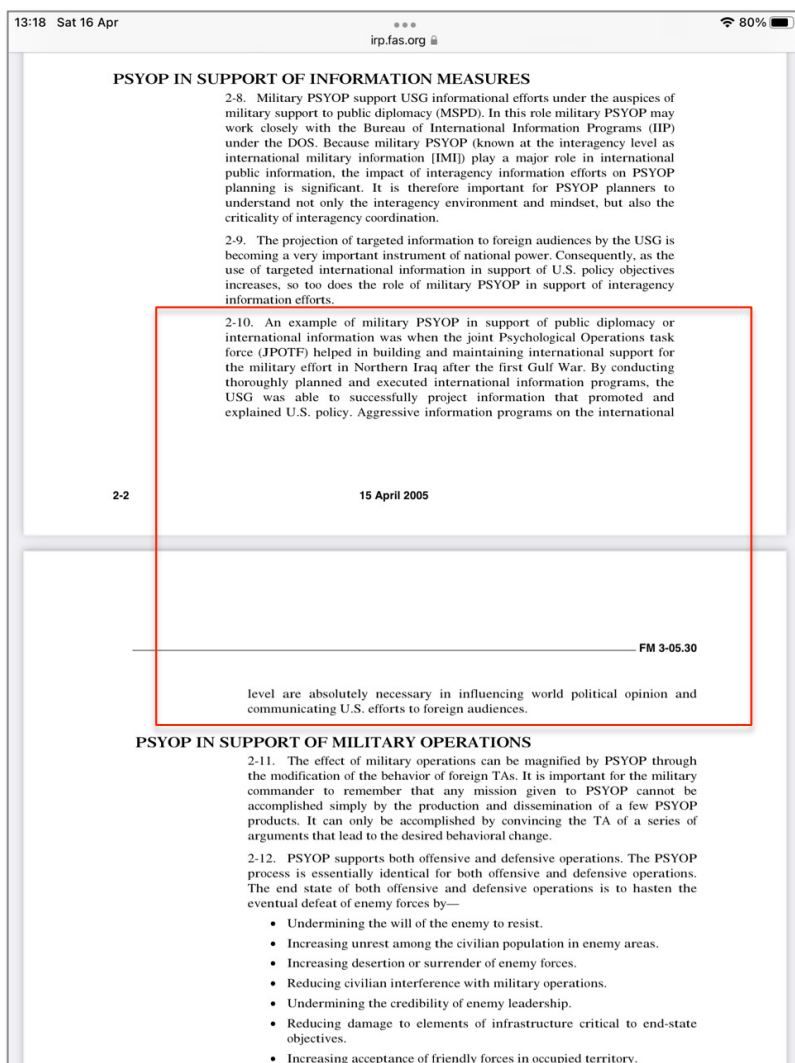 13:18 Sat 16 Apr
80%
irp.fas.org
PSYOP IN SUPPORT OF INFORMATION MEASURES
2-8. Military PSYOP support USG informational efforts under the auspices of
military support to public diplomacy (MSPD). In this role military PSYOP may
work closely with the Bureau of International Information Programs (IIP)
under the DOS. Because military PSYOP (known at the interagency level as
international military information [IMI]) play a major role in international
public information, the impact of interagency information efforts on PSYOP
planning is significant. It is therefore important for PSYOP planners to
understand not only the interagency environment and mindset, but also the
criticality of interagency coordination.
2-9. The projection of targeted information to foreign audiences by the USG is
becoming a very important instrument of national power. Consequently, as the
use of targeted international information in support of U.S. policy objectives
increases, so too does the role of military PSYOP in support of interagency
information efforts.
2-10. An example of military PSYOP in support of public diplomacy or
international information was when the joint Psychological Operations task
force (JPOTF) helped in building and maintaining international support for
the military effort in Northern Iraq after the first Gulf War. By conducting
thoroughly planned and executed international information programs, the
USG was able to successfully project information that promoted and
explained U.S. policy. Aggressive information programs on the international
2-2
15 April 2005
FM 3-05.30
level are absolutely necessary in influencing world political opinion and
communicating U.S. efforts to foreign audiences.
PSYOP IN SUPPORT OF MILITARY OPERATIONS
2-11. The effect of military operations can be magnified by PSYOP through
the modification of the behavior of foreign TAs. It is important for the military
commander to remember that any mission given to PSYOP cannot be
accomplished simply by the production and dissemination of a few PSYOP
products. It can only be accomplished by convincing the TA of a series of
arguments that lead to the desired behavioral change.
2-12. PSYOP supports both offensive and defensive operations. The PSYOP
process is essentially identical for both offensive and defensive operations.
The end state of both offensive and defensive operations is to hasten the
eventual defeat of enemy forces by—
• Undermining the will of the enemy to resist.
• Increasing unrest among the civilian population in enemy areas.
• Increasing desertion or surrender of enemy forces.
• Reducing civilian interference with military operations.
• Undermining the credibility of enemy leadership.
• Reducing damage to elements of infrastructure critical to end-state
objectives.
• Increasing acceptance of friendly forces in occupied territory.